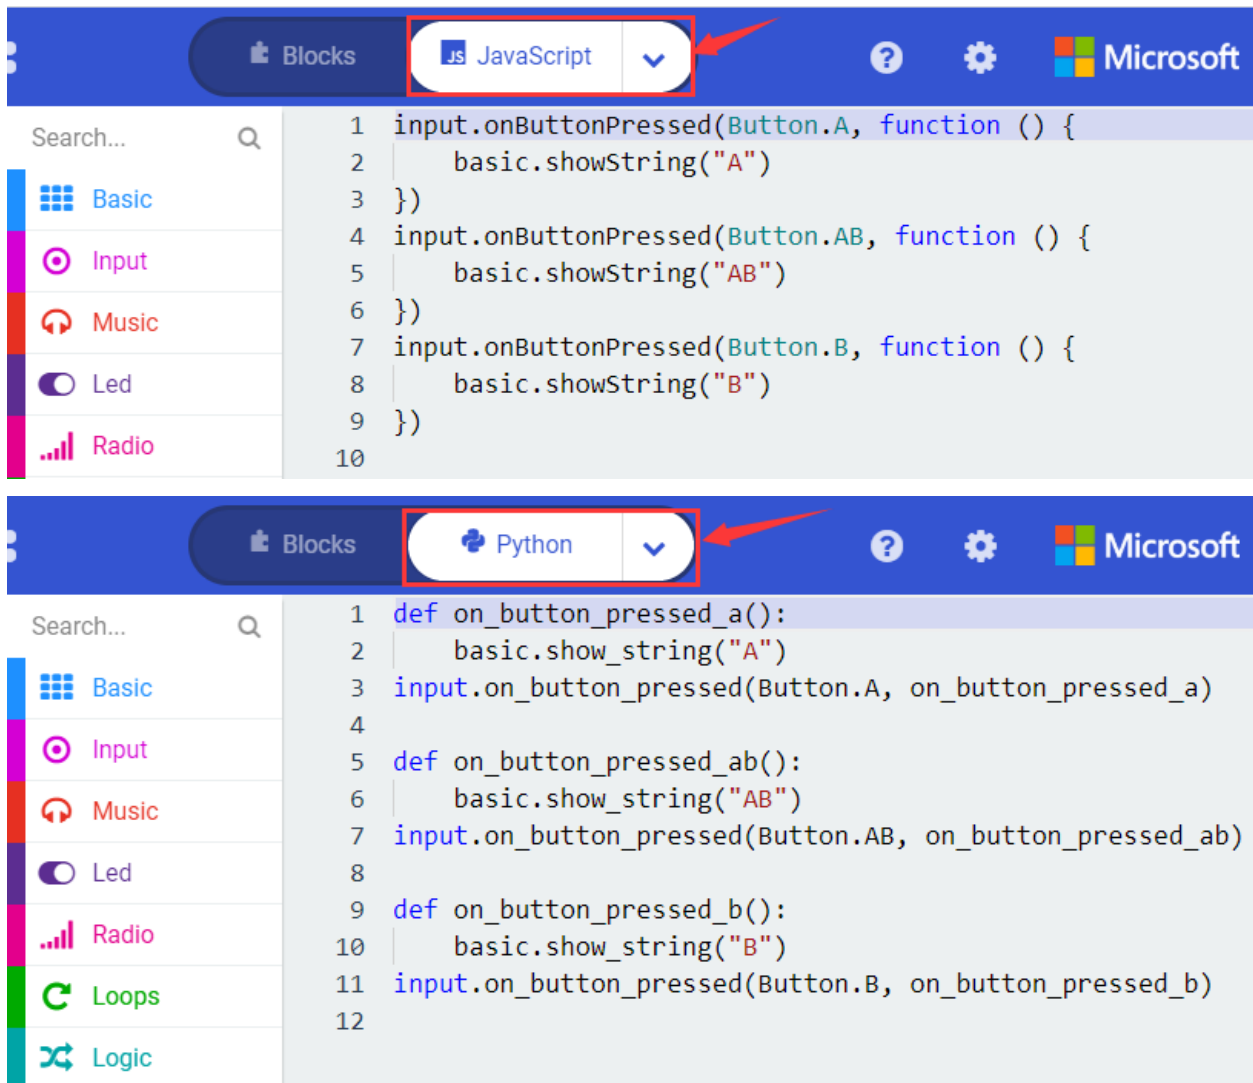 Blocks JS JavaScript ? Microsoft
Search...
Basic
Input
Music
Led
Radio
1 input.onButtonPressed(Button.A, function () {
2     basic.showString("A")
3 })
4 input.onButtonPressed(Button.AB, function () {
5     basic.showString("AB")
6 })
7 input.onButtonPressed(Button.B, function () {
8     basic.showString("B")
9 })
10
Blocks Python ? Microsoft
Search...
Basic
Input
Music
Led
Radio
Loops
Logic
1 def on_button_pressed_a():
2     basic.show_string("A")
3 input.on_button_pressed(Button.A, on_button_pressed_a)
4
5 def on_button_pressed_ab():
6     basic.show_string("AB")
7 input.on_button_pressed(Button.AB, on_button_pressed_ab)
8
9 def on_button_pressed_b():
10     basic.show_string("B")
11 input.on_button_pressed(Button.B, on_button_pressed_b)
12